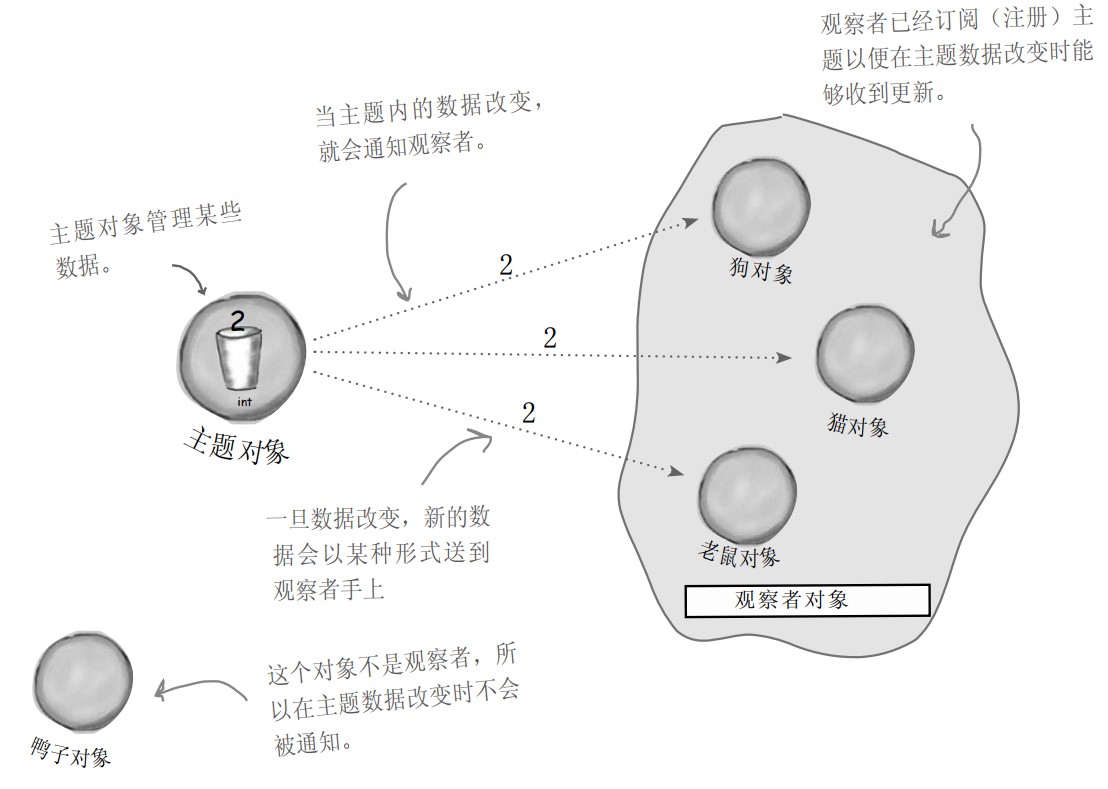 观察者已经订阅（注册）主
题以便在主题数据改变时能
够收到更新。
当主题内的数据改变，
就会通知观察者。
主题对象管理某些
数据。
2
int
主题对象
2
2
2
狗对象
猫对象
老鼠对象
观察者对象
一旦数据改变，新的数
据会以某种形式送到
观察者手上
这个对象不是观察者，所
以在主题数据改变时不会
被通知。
鸭子对象